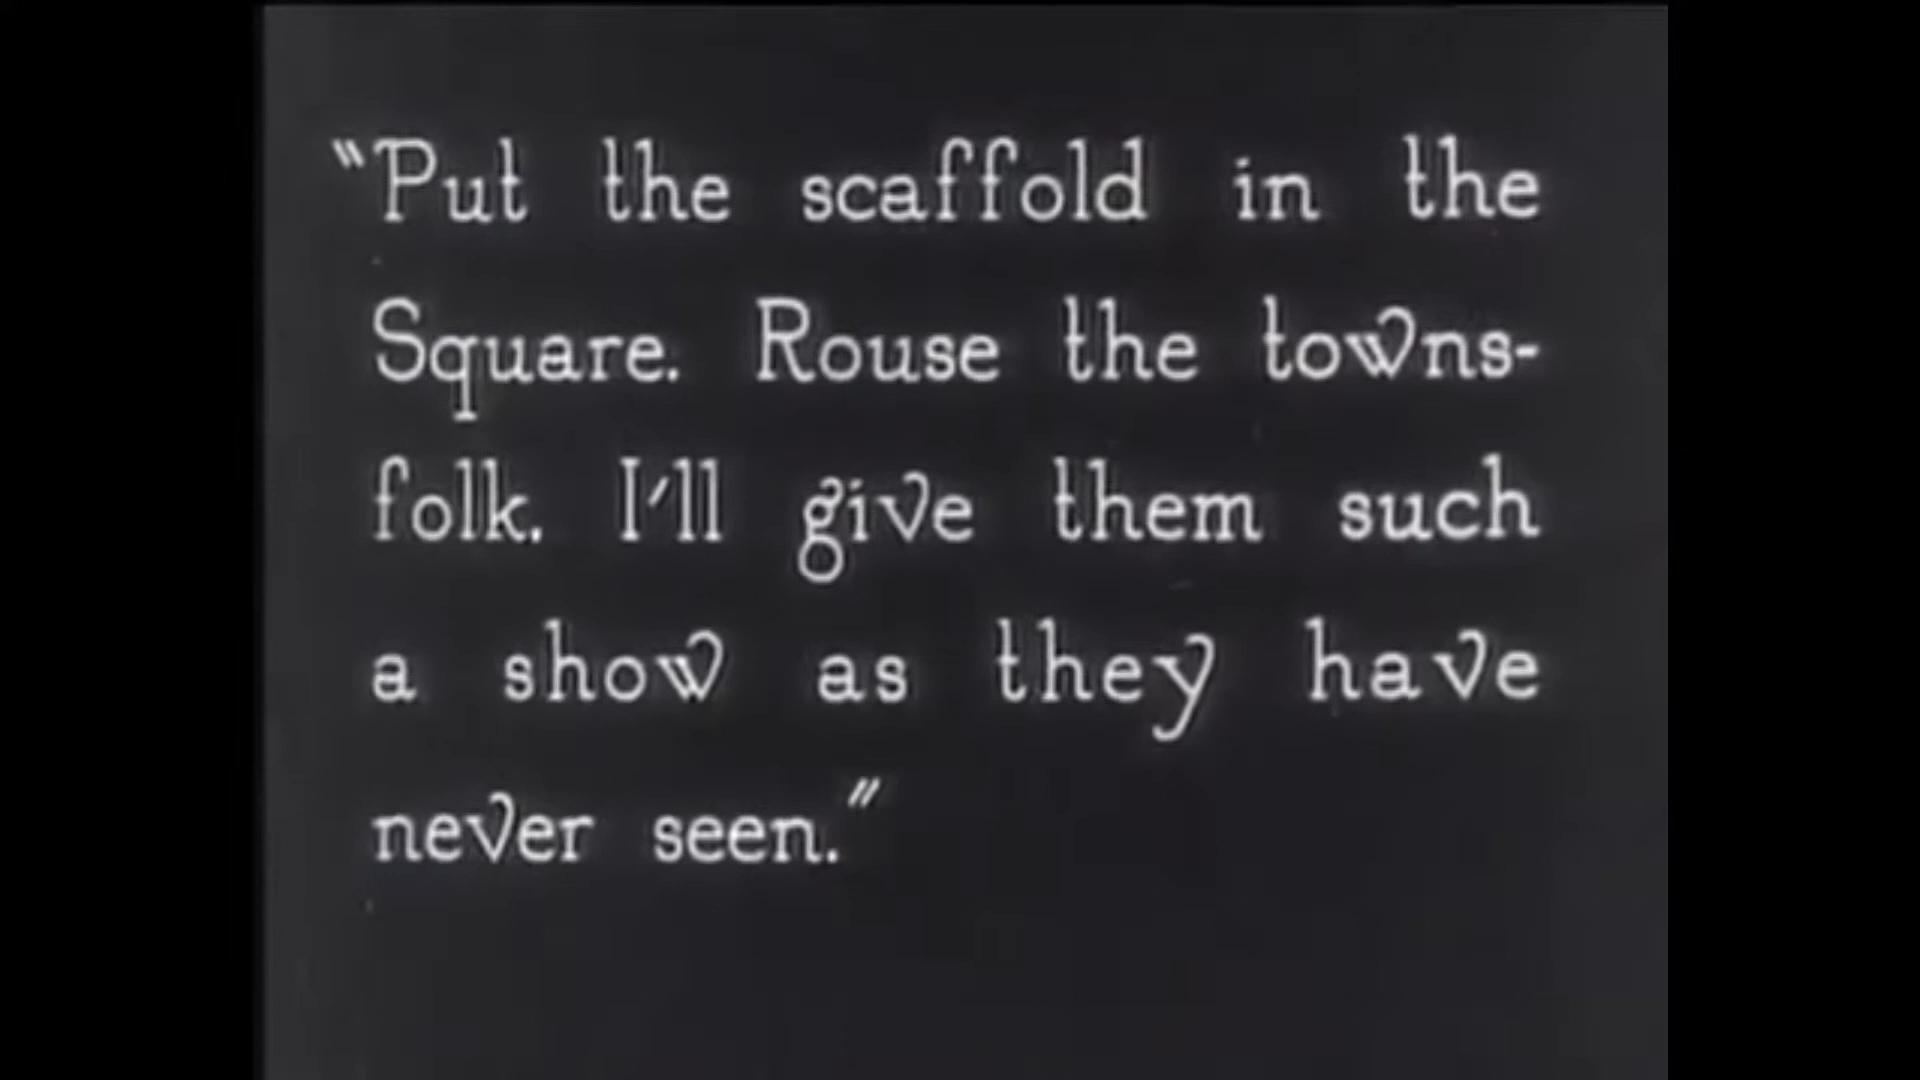 "Put the scaffold in the
Square. Rouse the towns-
folk. I'll give them such
a show as they have
never seen."